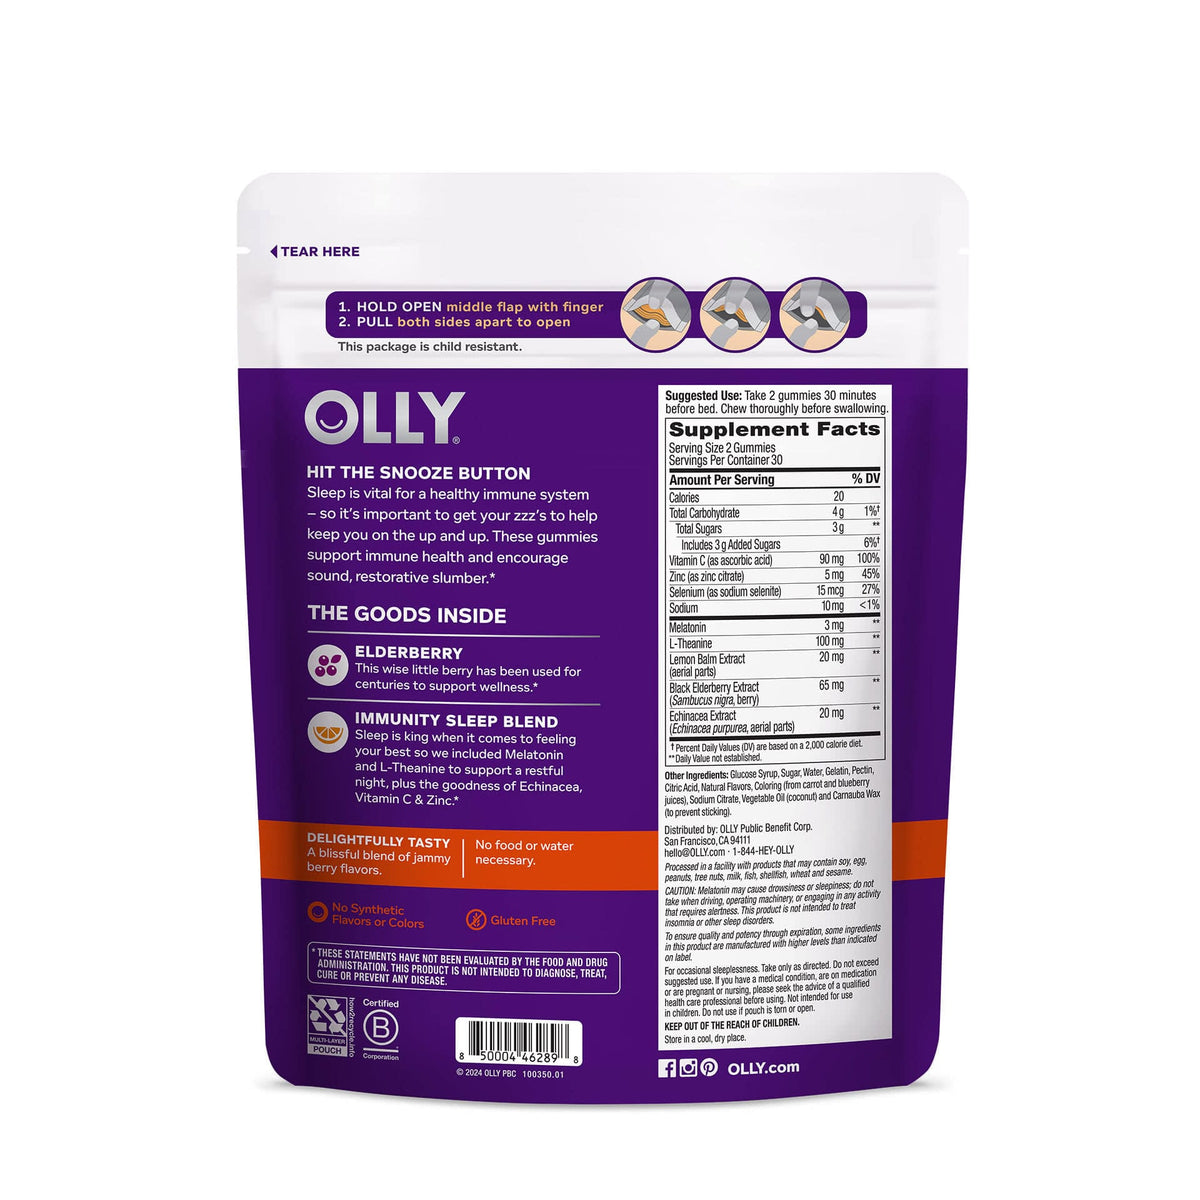 TEAR HERE
1. HOLD OPEN middle flap with finger
2. PULL both sides apart to open
This package is child resistant.
OLLY®
HIT THE SNOOZE BUTTON
Sleep is vital for a healthy immune system
– so it's important to get your zzz's to help
keep you on the up and up. These gummies
support immune health and encourage
sound, restorative slumber.*
THE GOODS INSIDE
ELDERBERRY
This wise little berry has been used for
centuries to support wellness.*
IMMUNITY SLEEP BLEND
Sleep is king when it comes to feeling
your best so we included Melatonin
and L-Theanine to support a restful
night, plus the goodness of Echinacea,
Vitamin C & Zinc.*
DELIGHTFULLY TASTY
A blissful blend of jammy
berry flavors.
No food or water
necessary.
No Synthetic
Flavors or Colors
Gluten Free
*THESE STATEMENTS HAVE NOT BEEN EVALUATED BY THE FOOD AND DRUG
ADMINISTRATION. THIS PRODUCT IS NOT INTENDED TO DIAGNOSE, TREAT,
CURE OR PREVENT ANY DISEASE.
MULTI-LAYER
POUCH
how2recycle.info
Certified
B
Corporation
8 50004 46289 8
© 2024 OLLY PBC 100350.01
Suggested Use: Take 2 gummies 30 minutes
before bed. Chew thoroughly before swallowing.
Supplement Facts
Serving Size 2 Gummies
Servings Per Container 30
Amount Per Serving % DV
Calories 20
Total Carbohydrate 4 g 1%†
Total Sugars 3 g **
Includes 3 g Added Sugars 6%†
Vitamin C (as ascorbic acid) 90 mg 100%
Zinc (as zinc citrate) 5 mg 45%
Selenium (as sodium selenite) 15 mcg 27%
Sodium 10 mg <1%
Melatonin 3 mg **
L-Theanine 100 mg **
Lemon Balm Extract 20 mg **
(aerial parts)
Black Elderberry Extract 65 mg **
(Sambucus nigra, berry)
Echinacea Extract 20 mg **
(Echinacea purpurea, aerial parts)
† Percent Daily Values (DV) are based on a 2,000 calorie diet.
** Daily Value not established.
Other Ingredients: Glucose Syrup, Sugar, Water, Gelatin, Pectin,
Citric Acid, Natural Flavors, Coloring (from carrot and blueberry
juices), Sodium Citrate, Vegetable Oil (coconut) and Carnauba Wax
(to prevent sticking).
Distributed by: OLLY Public Benefit Corp.
San Francisco, CA 94111
hello@OLLY.com · 1-844-HEY-OLLY
Processed in a facility with products that may contain soy, egg,
peanuts, tree nuts, milk, fish, shellfish, wheat and sesame.
CAUTION: Melatonin may cause drowsiness or sleepiness; do not
take when driving, operating machinery, or engaging in any activity
that requires alertness. This product is not intended to treat
insomnia or other sleep disorders.
To ensure quality and potency through expiration, some ingredients
in this product are manufactured with higher levels than indicated
on label.
For occasional sleeplessness. Take only as directed. Do not exceed
suggested use. If you have a medical condition, are on medication
or are pregnant or nursing, please seek the advice of a qualified
health care professional before using. Not intended for use
in children. Do not use if pouch is torn or open.
KEEP OUT OF THE REACH OF CHILDREN.
Store in a cool, dry place.
OLLY.com